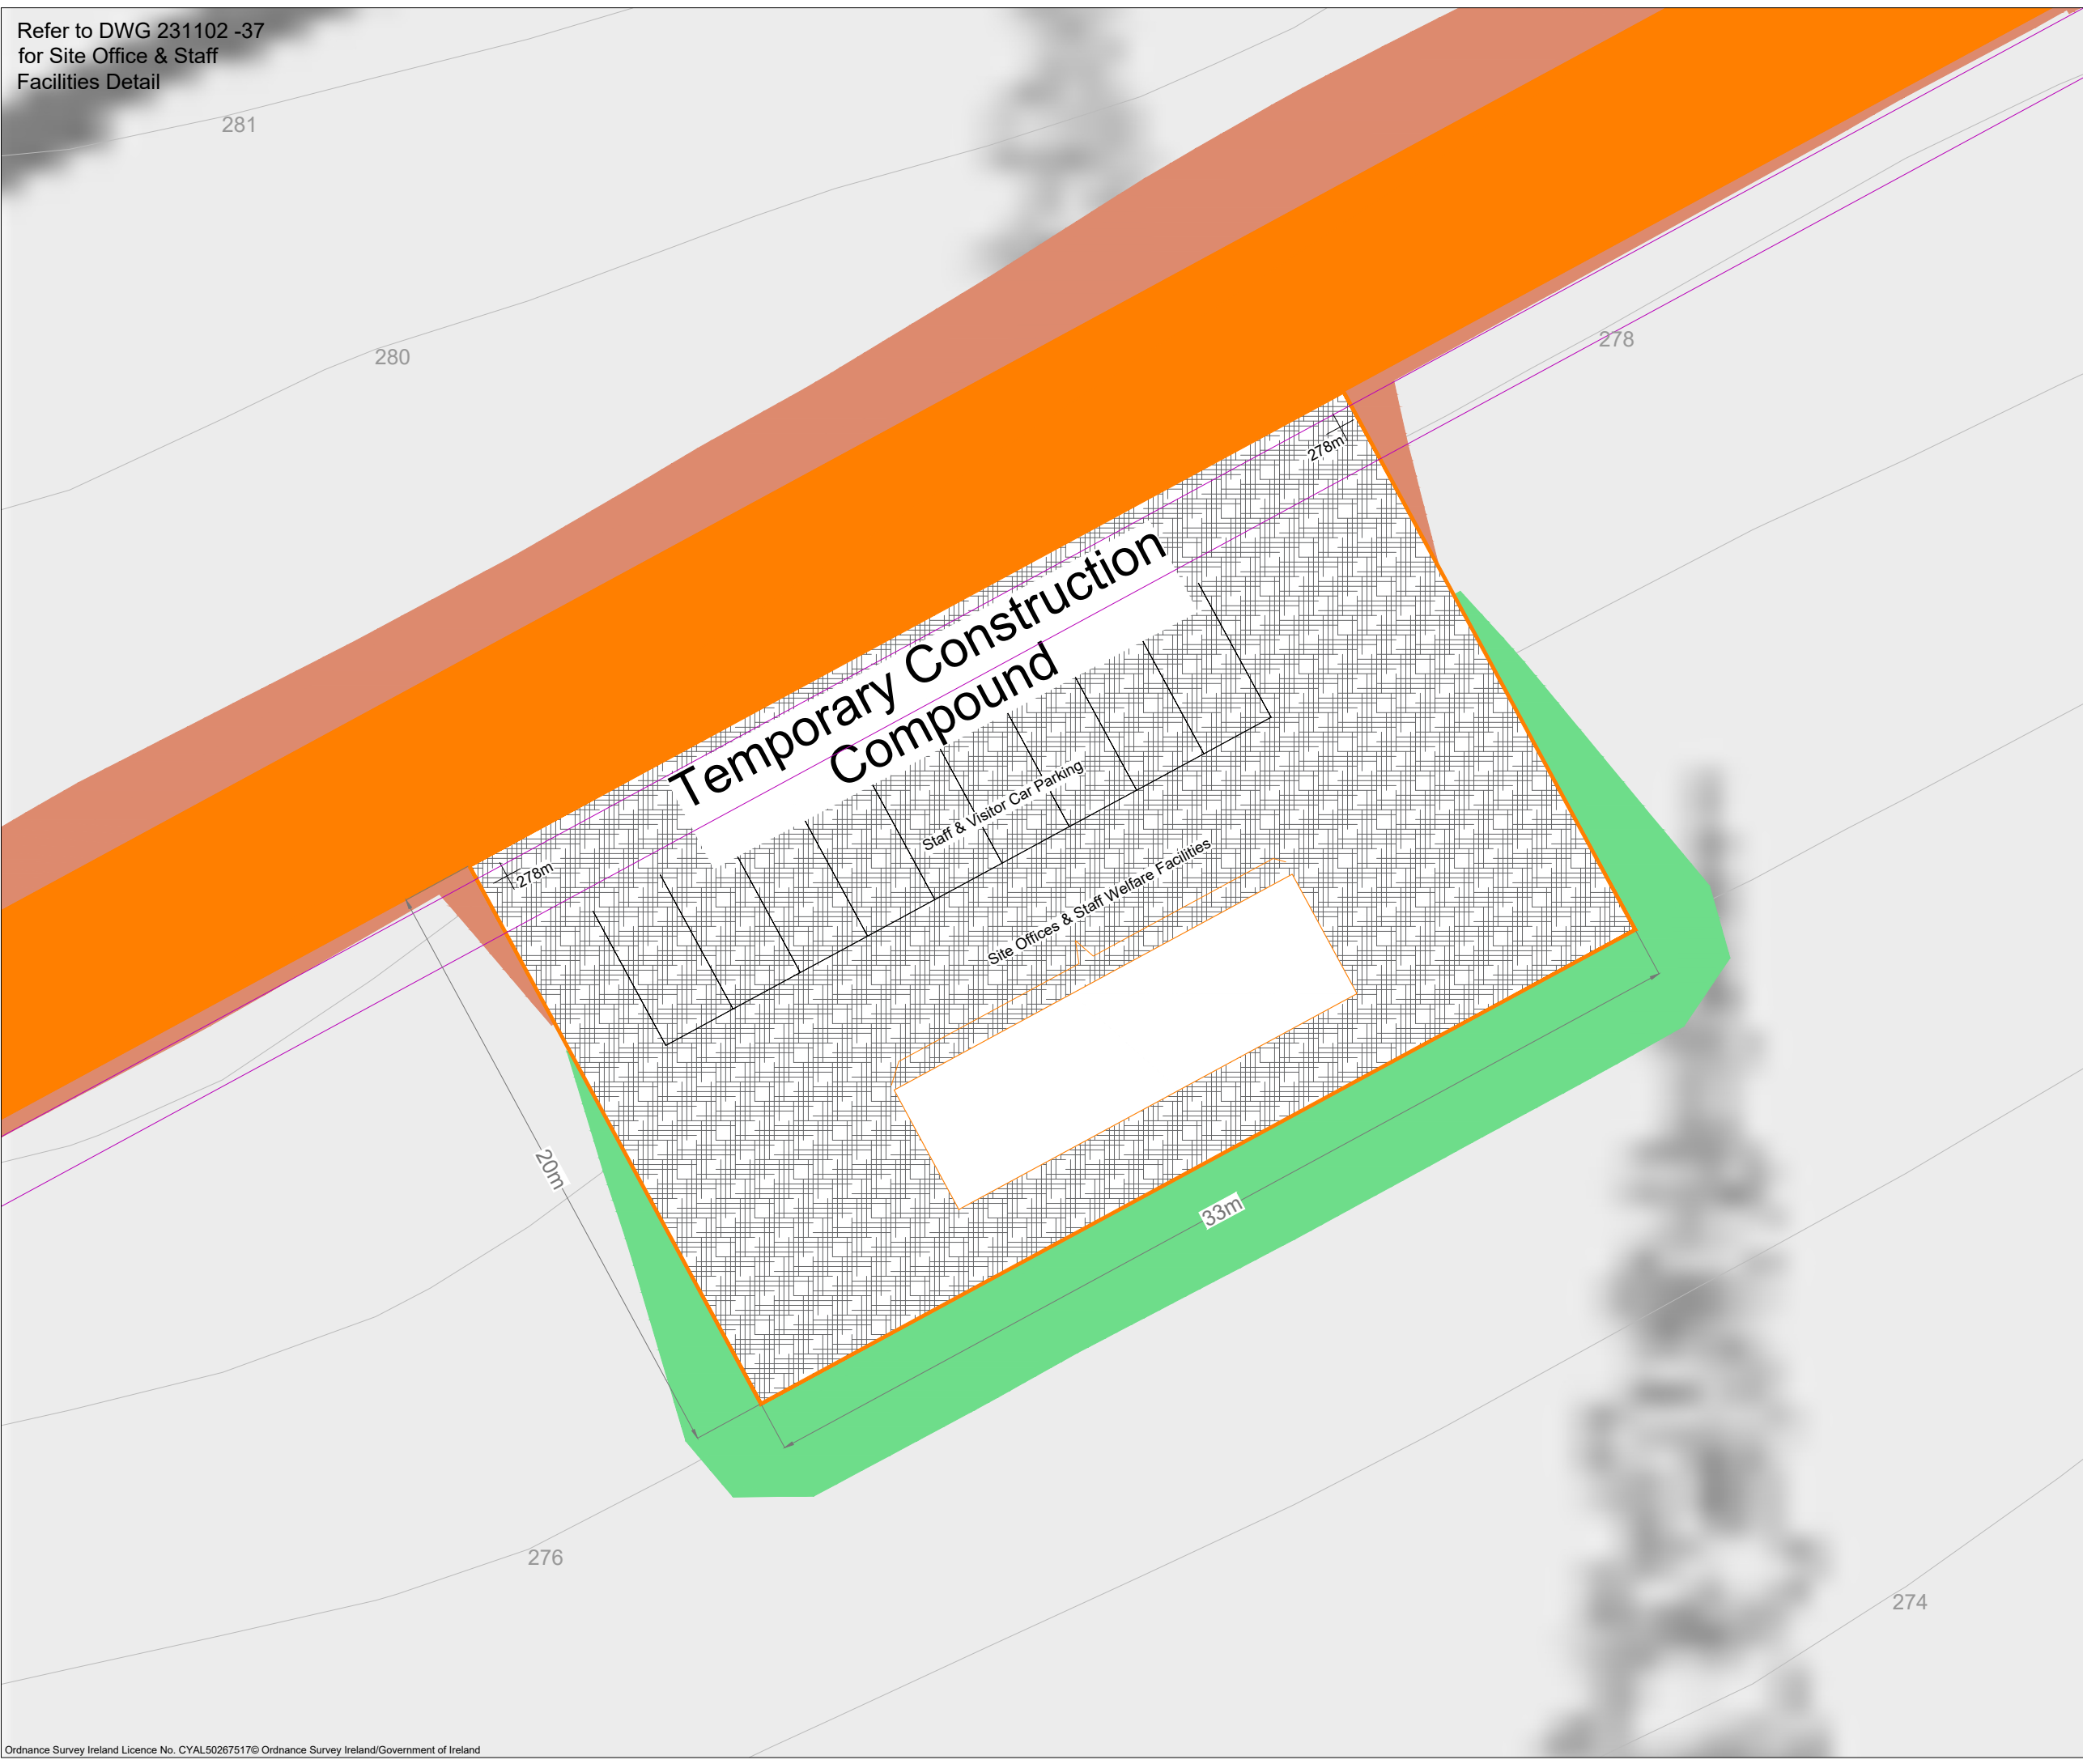 Refer to DWG 231102 -37
for Site Office & Staff
Facilities Detail
281
280
278
278m
Temporary Construction
Compound
Staff & Visitor Car Parking
278m
Site Offices & Staff Welfare Facilities
20m
33m
276
274
Ordnance Survey Ireland Licence No. CYAL50267517© Ordnance Survey Ireland/Government of Ireland